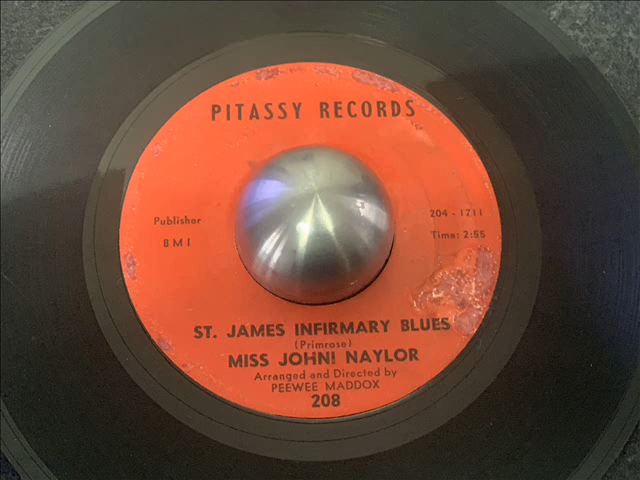 PITASSY RECORDS
Publisher
BMI
204 - 1211
Time: 2:55
ST. JAMES INFIRMARY BLUES
(Primrose)
MISS JOHNI NAYLOR
Arranged and Directed by
PEEWEE MADDOX
208